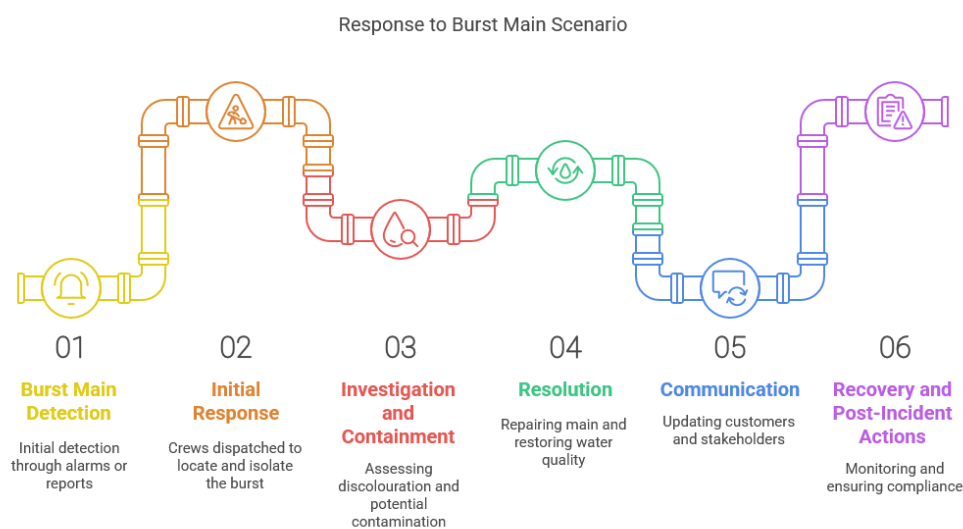 Response to Burst Main Scenario
01
Burst Main
Detection
Initial detection
through alarms or
reports
02
Initial
Response
Crews dispatched to
locate and isolate
the burst
03
Investigation
and
Containment
Assessing
discolouration and
potential
contamination
04
Resolution
Repairing main and
restoring water
quality
05
Communication
Updating customers
and stakeholders
06
Recovery and
Post-Incident
Actions
Monitoring and
ensuring compliance